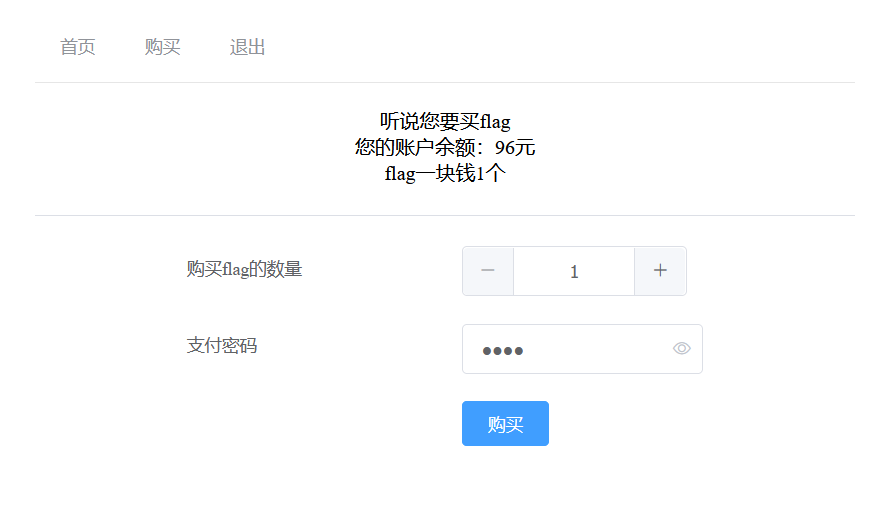 首页 购买 退出
听说您要买flag
您的账户余额：96元
flag一块钱1个
购买flag的数量 1
支付密码
购买